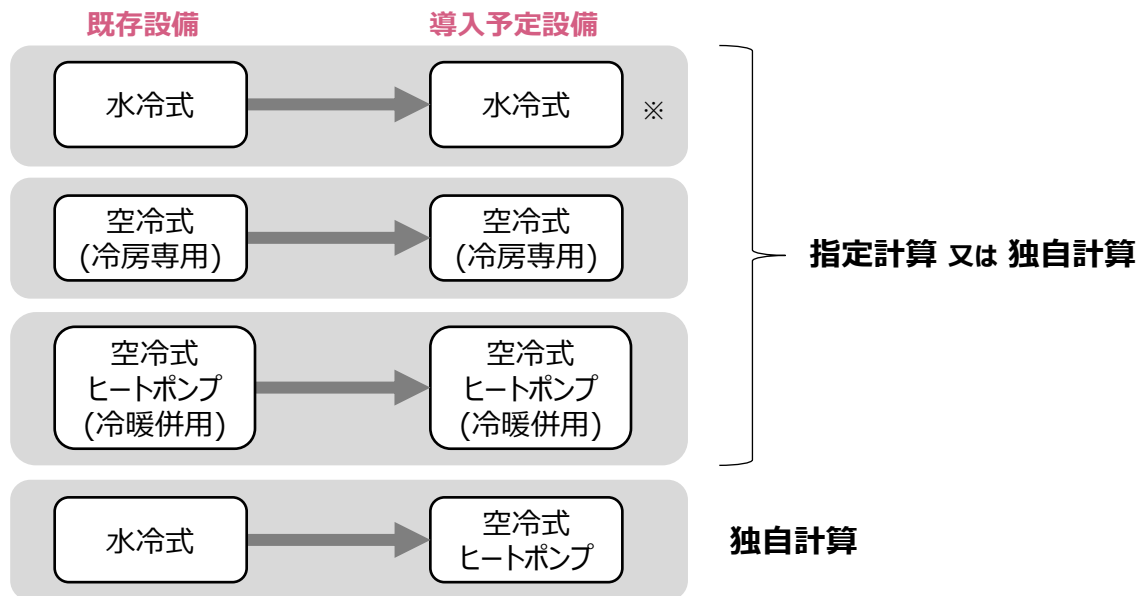 既存設備 導入予定設備
水冷式 水冷式 ※
空冷式
(冷房専用)
空冷式
(冷房専用)
空冷式
ヒートポンプ
(冷暖併用)
空冷式
ヒートポンプ
(冷暖併用)
指定計算 又は 独自計算
水冷式
空冷式
ヒートポンプ
独自計算